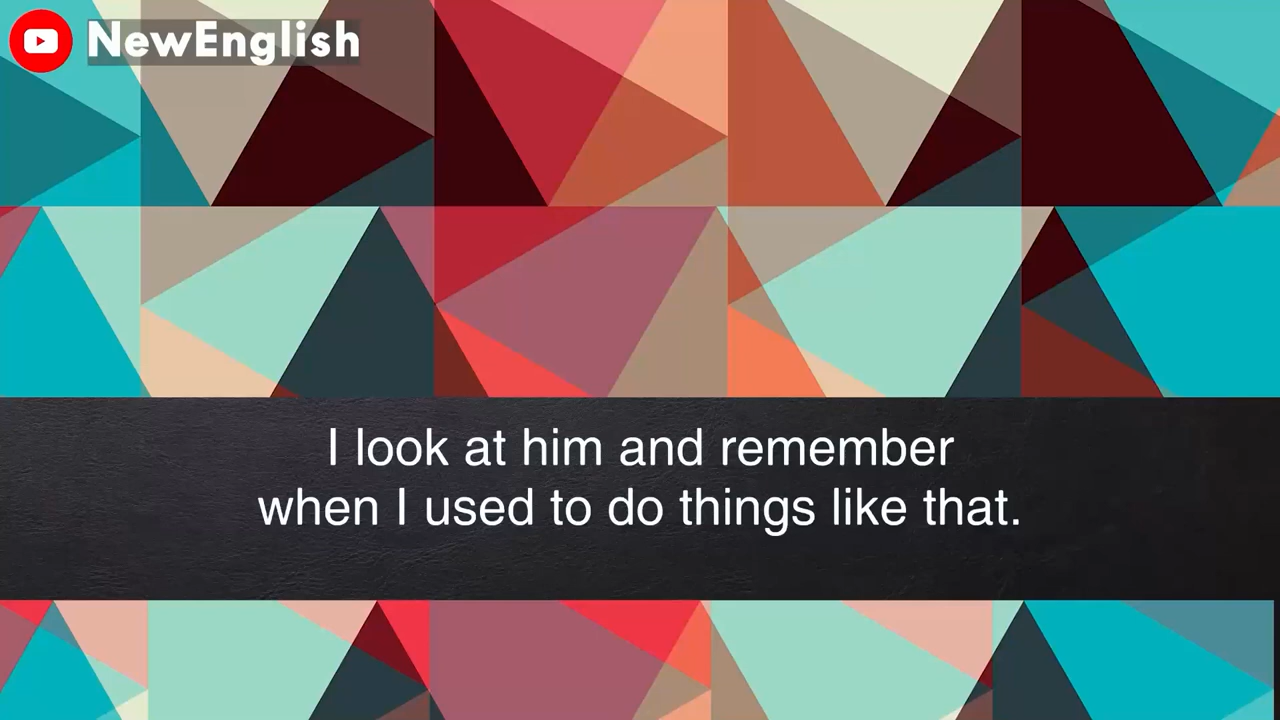 NewEnglish
I look at him and remember
when I used to do things like that.